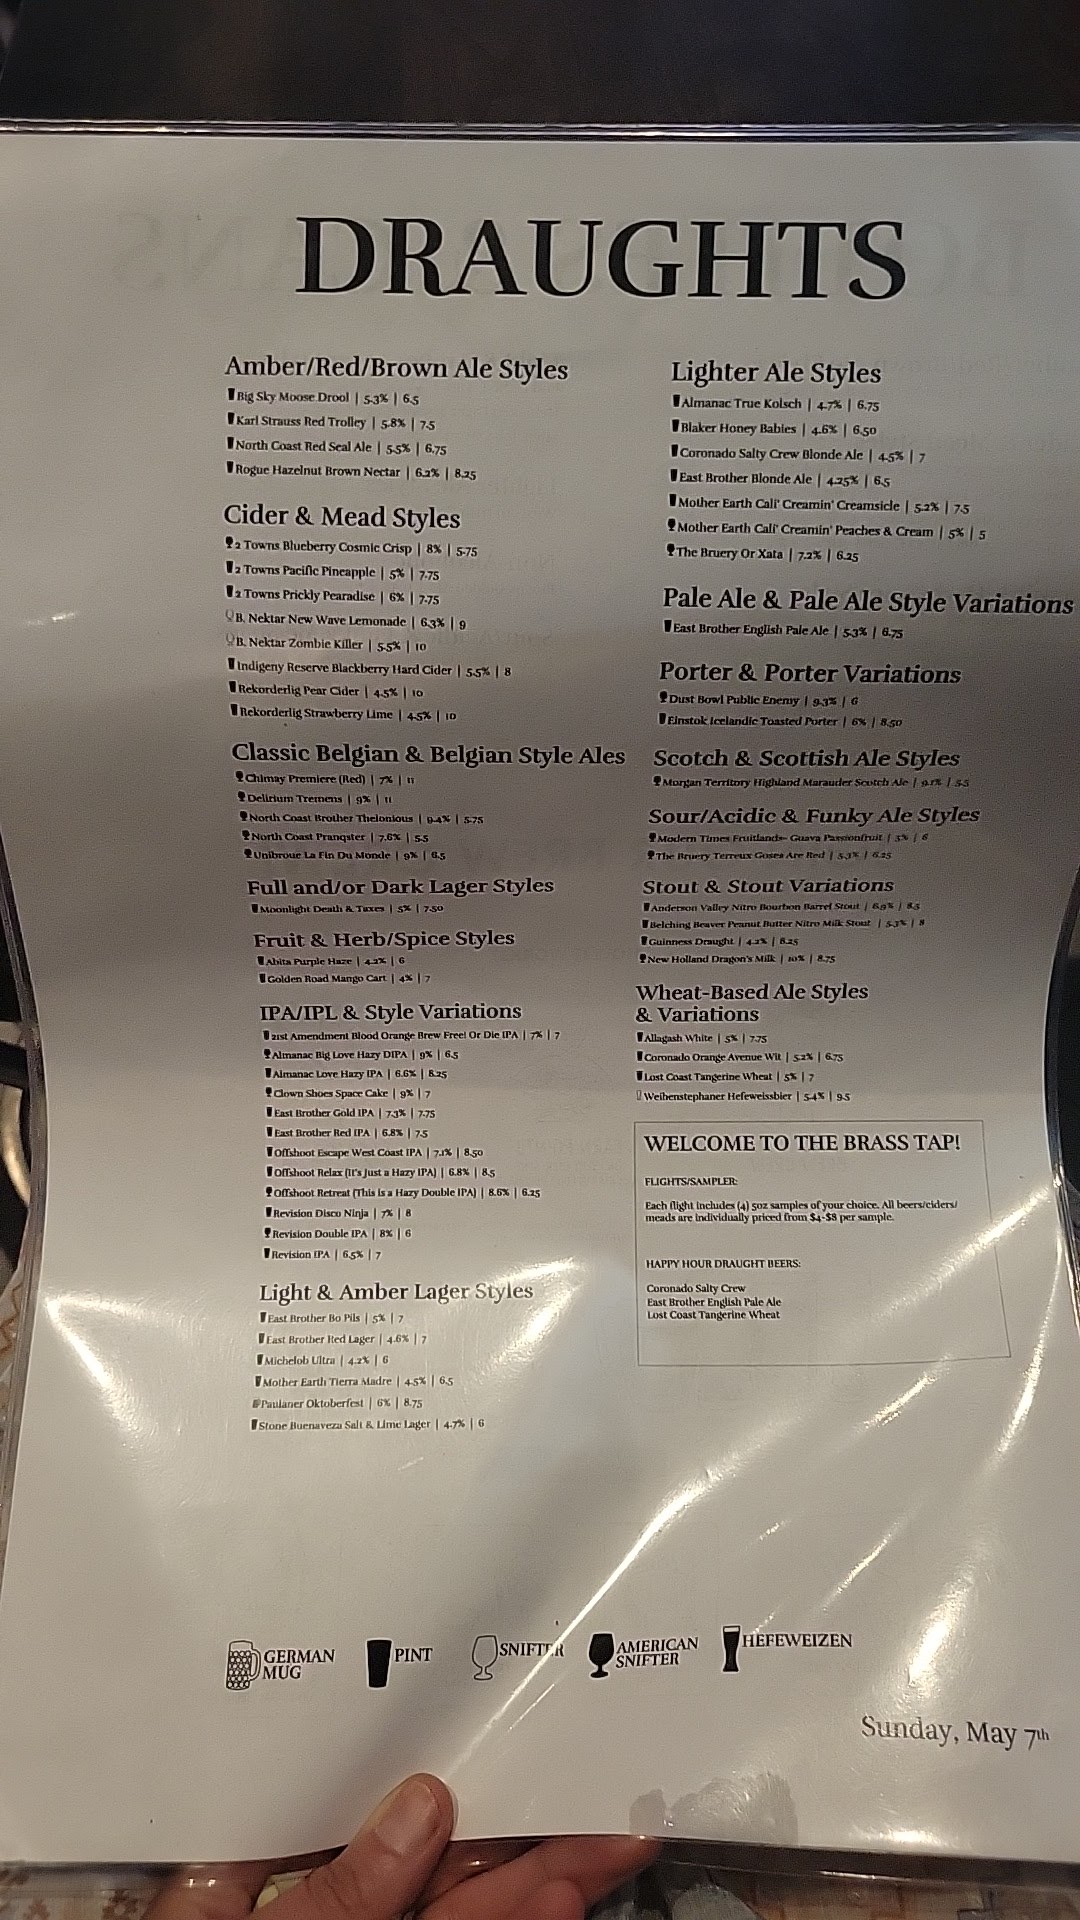 DRAUGHTS
Amber/Red/Brown Ale Styles
Big Sky Moose Drool | 5.3% | 6.5
Karl Strauss Red Trolley | 5.8% | 7.5
North Coast Red Seal Ale | 5.5% | 6.75
Rogue Hazelnut Brown Nectar | 6.2% | 8.25
Cider & Mead Styles
2 Towns Blueberry Cosmic Crisp | 8% | 5.75
2 Towns Pacific Pineapple | 5% | 7.75
2 Towns Prickly Pearadise | 6% | 7.75
B. Nektar New Wave Lemonade | 6.3% | 9
B. Nektar Zombie Killer | 5.5% | 10
Indigeny Reserve Blackberry Hard Cider | 5.5% | 8
Rekorderlig Pear Cider | 4.5% | 10
Rekorderlig Strawberry Lime | 4.5% | 10
Classic Belgian & Belgian Style Ales
Chimay Premiere (Red) | 7% | 11
Delirium Tremens | 9% | 11
North Coast Brother Thelonious | 9.4% | 5.75
North Coast Pranqster | 7.6% | 5.5
Unibroue La Fin Du Monde | 9% | 6.5
Full and/or Dark Lager Styles
Moonlight Death & Taxes | 5% | 7.50
Fruit & Herb/Spice Styles
Abita Purple Haze | 4.2% | 6
Golden Road Mango Cart | 4% | 7
IPA/IPL & Style Variations
21st Amendment Blood Orange Brew Free! Or Die IPA | 7% | 7
Almanac Big Love Hazy DIPA | 9% | 6.5
Almanac Love Hazy IPA | 6.6% | 8.25
Clown Shoes Space Cake | 9% | 7
East Brother Gold IPA | 7.3% | 7.75
East Brother Red IPA | 6.8% | 7.5
Offshoot Escape West Coast IPA | 7.1% | 8.50
Offshoot Relax (It's Just a Hazy IPA) | 6.8% | 8.5
Offshoot Retreat (This is a Hazy Double IPA) | 8.6% | 6.25
Revision Disco Ninja | 7% | 8
Revision Double IPA | 8% | 6
Revision IPA | 6.5% | 7
Light & Amber Lager Styles
East Brother Bo Pils | 5% | 7
East Brother Red Lager | 4.6% | 7
Michelob Ultra | 4.2% | 6
Mother Earth Tierra Madre | 4.5% | 6.5
Paulaner Oktoberfest | 6% | 8.75
Stone Buenaveza Salt & Lime Lager | 4.7% | 6
Lighter Ale Styles
Almanac True Kolsch | 4.7% | 6.75
Blaker Honey Babies | 4.6% | 6.50
Coronado Salty Crew Blonde Ale | 4.5% | 7
East Brother Blonde Ale | 4.25% | 6.5
Mother Earth Cali' Creamin' Creamsicle | 5.2% | 7.5
Mother Earth Cali' Creamin' Peaches & Cream | 5% | 5
The Bruery Or Xata | 7.2% | 6.25
Pale Ale & Pale Ale Style Variations
East Brother English Pale Ale | 5.3% | 6.75
Porter & Porter Variations
Dust Bowl Public Enemy | 9.3% | 6
Einstok Icelandic Toasted Porter | 6% | 8.50
Scotch & Scottish Ale Styles
Morgan Territory Highland Marauder Scotch Ale | 9.1% | 5.5
Sour/Acidic & Funky Ale Styles
Modern Times Fruitlands- Guava Passionfruit | 5% | 6
The Bruery Terreux Goses Are Red | 5.3% | 6.25
Stout & Stout Variations
Anderson Valley Nitro Bourbon Barrel Stout | 6.9% | 8.5
Belching Beaver Peanut Butter Nitro Milk Stout | 5.3% | 8
Guinness Draught | 4.2% | 8.25
New Holland Dragon's Milk | 10% | 8.75
Wheat-Based Ale Styles
& Variations
Allagash White | 5% | 7.75
Coronado Orange Avenue Wit | 5.2% | 6.75
Lost Coast Tangerine Wheat | 5% | 7
Weihenstephaner Hefeweissbier | 5.4% | 9.5
WELCOME TO THE BRASS TAP!
FLIGHTS/SAMPLER:
Each flight includes (4) 5oz samples of your choice. All beers/ciders/
meads are individually priced from $4-$8 per sample.
HAPPY HOUR DRAUGHT BEERS:
Coronado Salty Crew
East Brother English Pale Ale
Lost Coast Tangerine Wheat
GERMAN
MUG
PINT
SNIFTER
AMERICAN
SNIFTER
HEFEWEIZEN
Sunday, May 7th